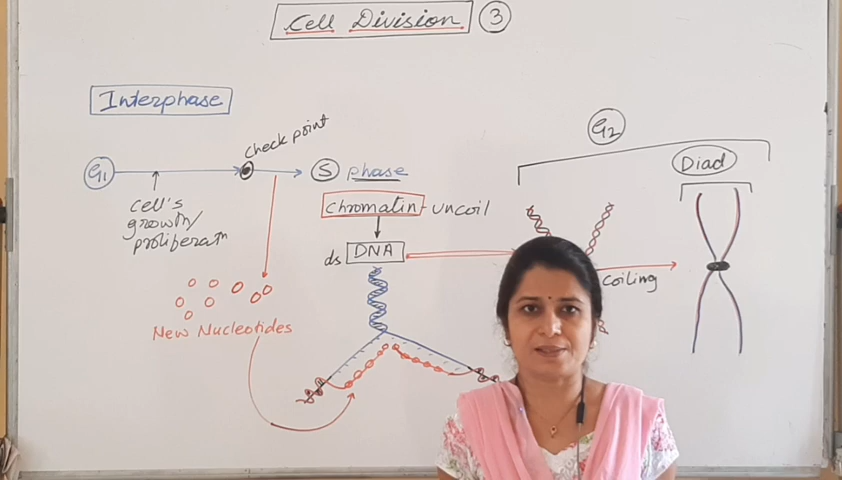 Cell Division 3
Interphase
G1
check point
S phase
cell's
growth/
proliferatn
chromatin - uncoil
ds DNA
New Nucleotides
G2
Diad
coiling